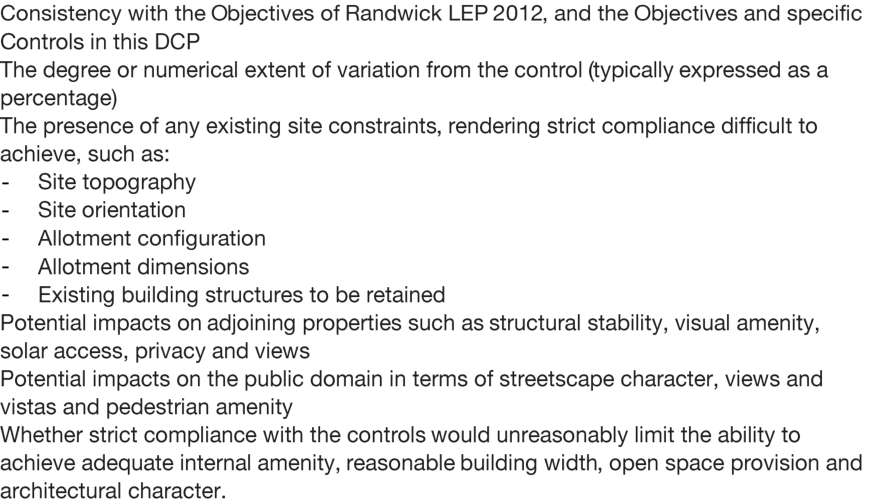 Consistency with the Objectives of Randwick LEP 2012, and the Objectives and specific
Controls in this DCP
The degree or numerical extent of variation from the control (typically expressed as a
percentage)
The presence of any existing site constraints, rendering strict compliance difficult to
achieve, such as:
- Site topography
- Site orientation
- Allotment configuration
- Allotment dimensions
- Existing building structures to be retained
Potential impacts on adjoining properties such as structural stability, visual amenity,
solar access, privacy and views
Potential impacts on the public domain in terms of streetscape character, views and
vistas and pedestrian amenity
Whether strict compliance with the controls would unreasonably limit the ability to
achieve adequate internal amenity, reasonable building width, open space provision and
architectural character.